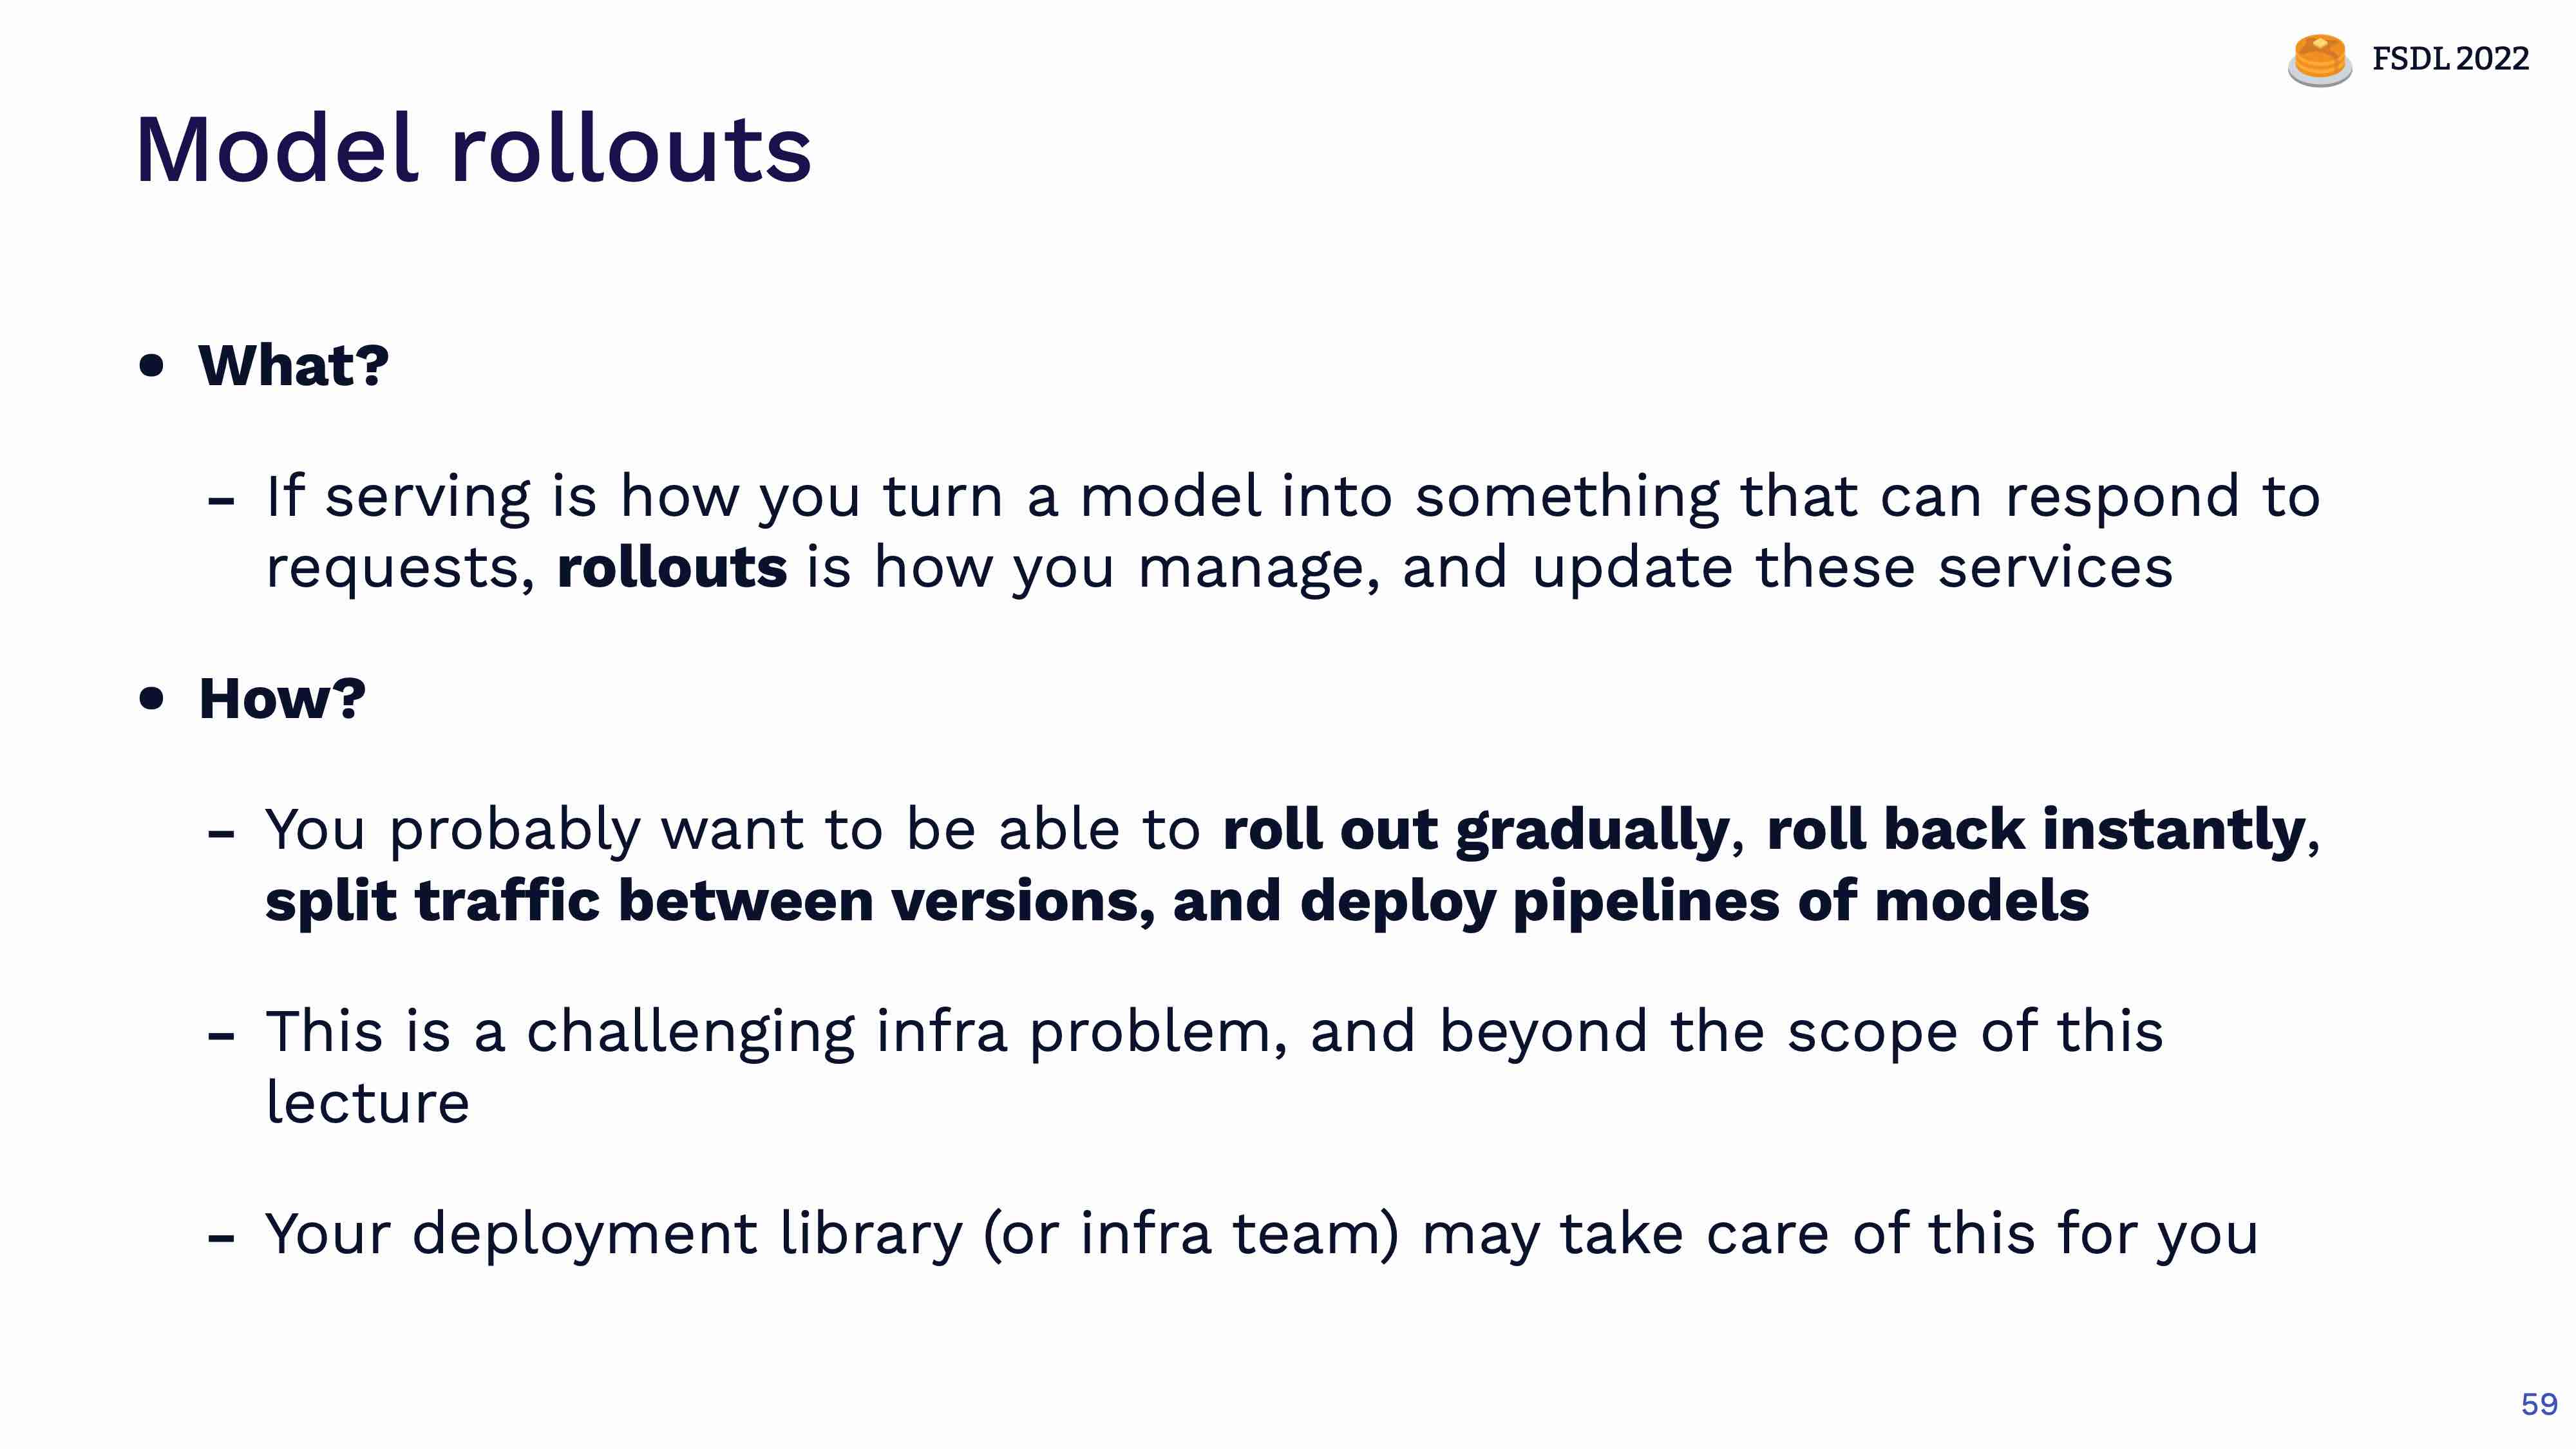 FSDL 2022
Model rollouts
• What?
- If serving is how you turn a model into something that can respond to
requests, rollouts is how you manage, and update these services
• How?
- You probably want to be able to roll out gradually, roll back instantly,
split traffic between versions, and deploy pipelines of models
- This is a challenging infra problem, and beyond the scope of this
lecture
- Your deployment library (or infra team) may take care of this for you
59